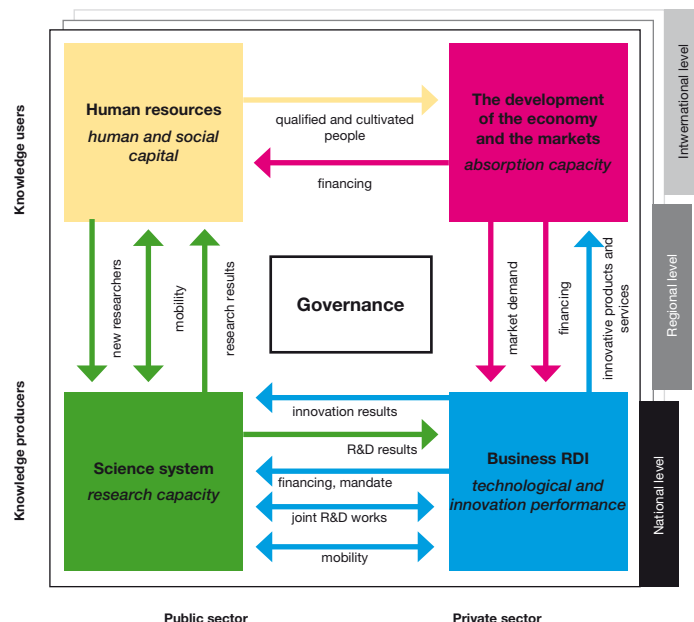 Human resources
human and social
capital
qualified and cultivated
people
financing
The development
of the economy
and the markets
absorption capacity
Intwernational level
Knowledge users
new researchers
mobility
research results
Governance
market demand
financing
innovative products and
services
Regional level
Knowledge producers
Science system
research capacity
innovation results
R&D results
financing, mandate
joint R&D works
mobility
Business RDI
technological and
innovation performance
National level
Public sector
Private sector